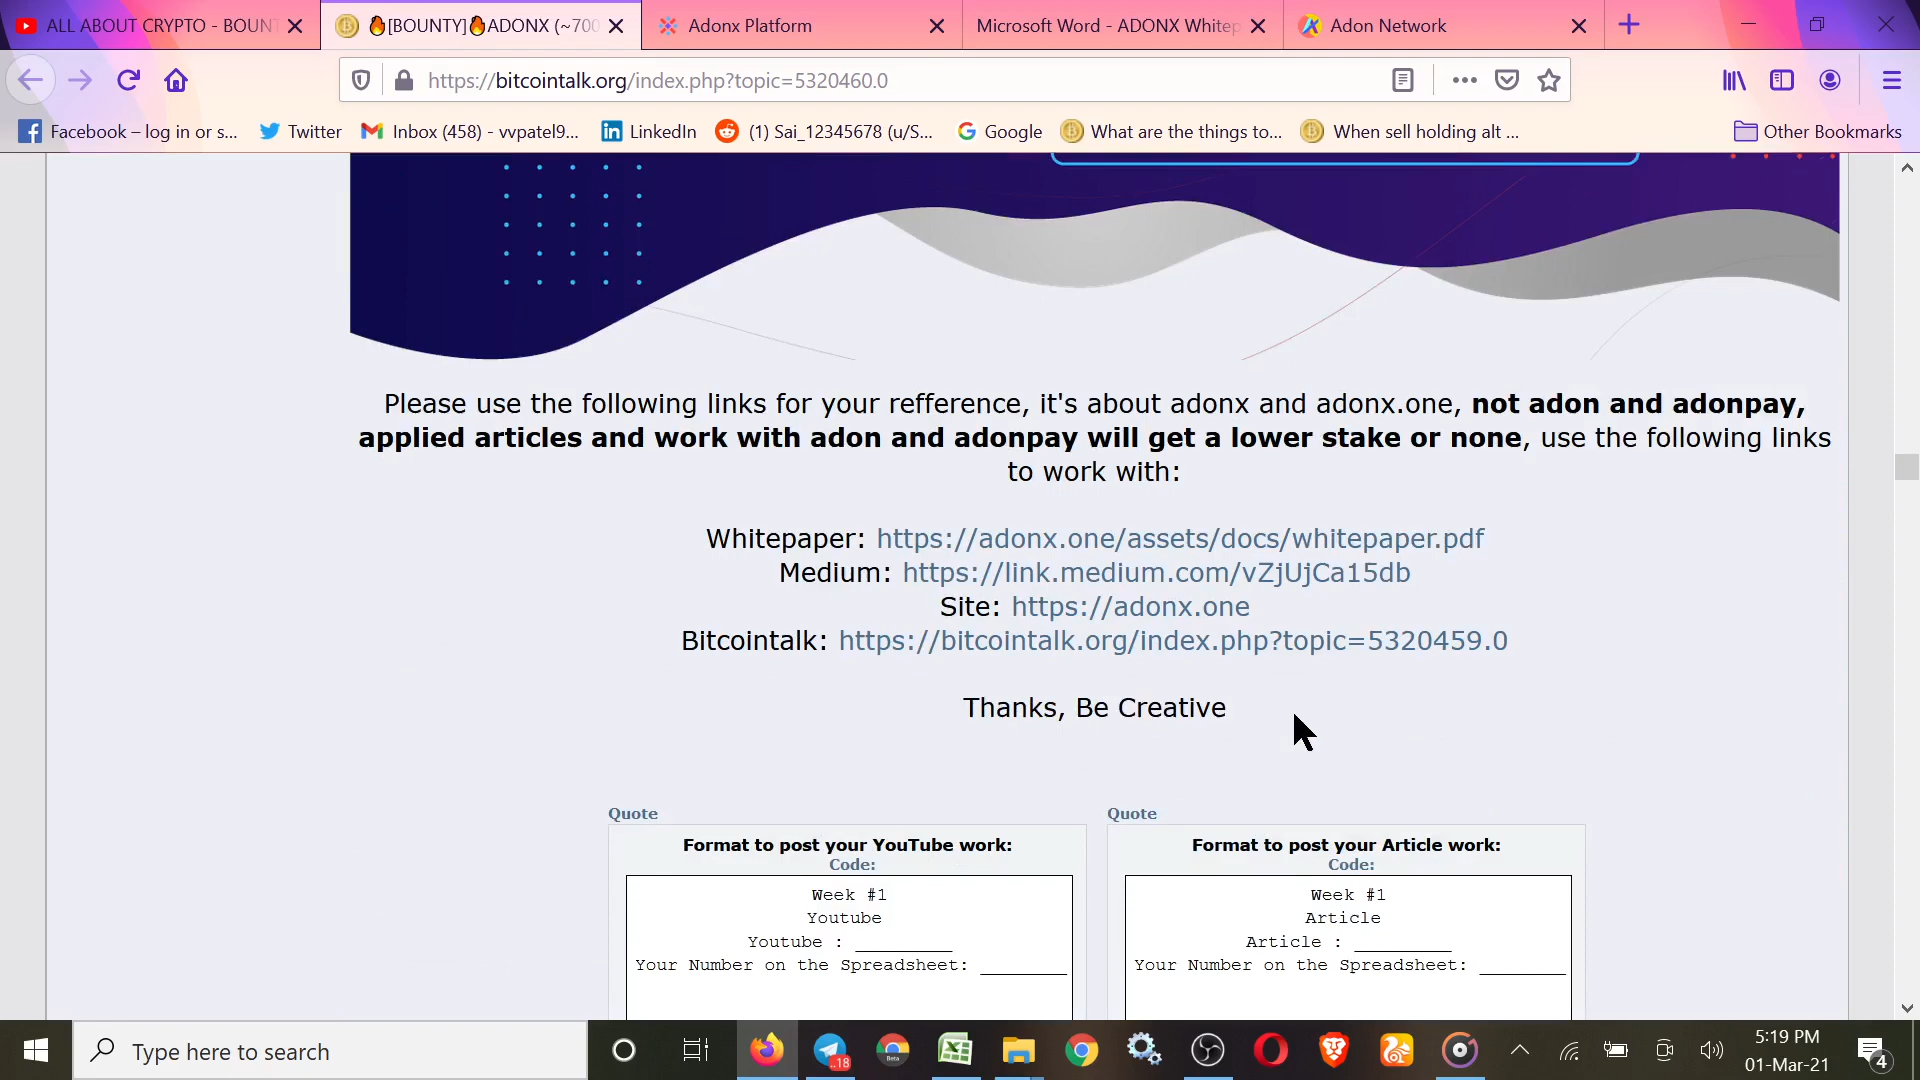 ALL ABOUT CRYPTO - BOUNT
🔥[BOUNTY]🔥ADONX (~700
Adonx Platform
Microsoft Word - ADONX Whitep
Adon Network
https://bitcointalk.org/index.php?topic=5320460.0
Facebook – log in or s...
Twitter
Inbox (458) - vvpatel9...
LinkedIn
(1) Sai_12345678 (u/S...
Google
What are the things to...
When sell holding alt ...
Other Bookmarks
Please use the following links for your refference, it's about adonx and adonx.one, not adon and adonpay,
applied articles and work with adon and adonpay will get a lower stake or none, use the following links
to work with:
Whitepaper: https://adonx.one/assets/docs/whitepaper.pdf
Medium: https://link.medium.com/vZjUjCa15db
Site: https://adonx.one
Bitcointalk: https://bitcointalk.org/index.php?topic=5320459.0
Thanks, Be Creative
Quote
Format to post your YouTube work:
Code:
Week #1
Youtube
Youtube : _________
Your Number on the Spreadsheet: ________
Quote
Format to post your Article work:
Code:
Week #1
Article
Article : _________
Your Number on the Spreadsheet: ________
Type here to search
..18
Beta
5:19 PM
01-Mar-21
4